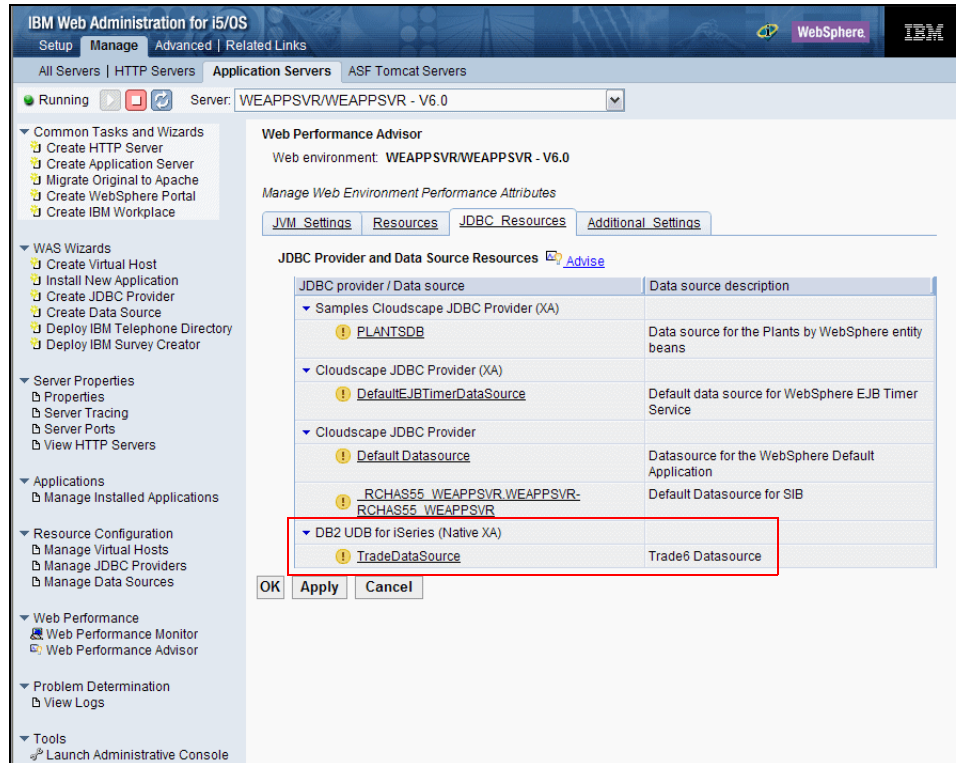 IBM Web Administration for i5/OS
WebSphere.
IBM
Setup Manage Advanced | Related Links
All Servers | HTTP Servers Application Servers ASF Tomcat Servers
Running Server: WEAPPSVR/WEAPPSVR - V6.0
Common Tasks and Wizards
Create HTTP Server
Create Application Server
Migrate Original to Apache
Create WebSphere Portal
Create IBM Workplace
WAS Wizards
Create Virtual Host
Install New Application
Create JDBC Provider
Create Data Source
Deploy IBM Telephone Directory
Deploy IBM Survey Creator
Server Properties
Properties
Server Tracing
Server Ports
View HTTP Servers
Applications
Manage Installed Applications
Resource Configuration
Manage Virtual Hosts
Manage JDBC Providers
Manage Data Sources
Web Performance
Web Performance Monitor
Web Performance Advisor
Problem Determination
View Logs
Tools
Launch Administrative Console
Web Performance Advisor
Web environment: WEAPPSVR/WEAPPSVR - V6.0
Manage Web Environment Performance Attributes
JVM Settings Resources JDBC Resources Additional Settings
JDBC Provider and Data Source Resources Advise
JDBC provider / Data source Data source description
Samples Cloudscape JDBC Provider (XA)
PLANTSDB Data source for the Plants by WebSphere entity
beans
Cloudscape JDBC Provider (XA)
DefaultEJBTimerDataSource Default data source for WebSphere EJB Timer
Service
Cloudscape JDBC Provider
Default Datasource Datasource for the WebSphere Default
Application
_RCHAS55_WEAPPSVR.WEAPPSVR- Default Datasource for SIB
RCHAS55_WEAPPSVR
DB2 UDB for iSeries (Native XA)
TradeDataSource Trade6 Datasource
OK Apply Cancel